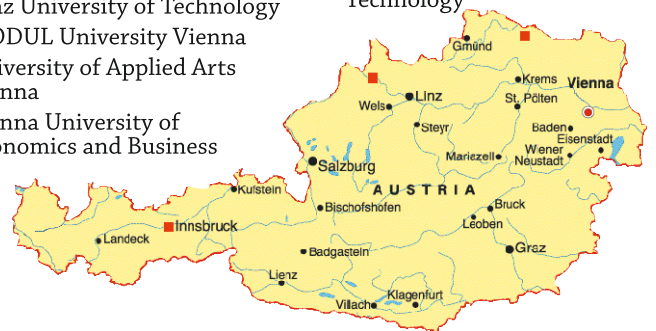 University of Technology
ODUL University Vienna
iversity of Applied Arts
nna
nna University of
onomics and Business
Technology
Gmünd
Krems
Vienna
Linz
Wels
St. Pölten
Steyr
Baden
Eisenstadt
Wiener
Neustadt
Mariazell
Salzburg
AUSTRIA
Kufstein
Bischofshofen
Bruck
Leoben
Innsbruck
Landeck
Badgastein
Graz
Lienz
Villach
Klagenfurt